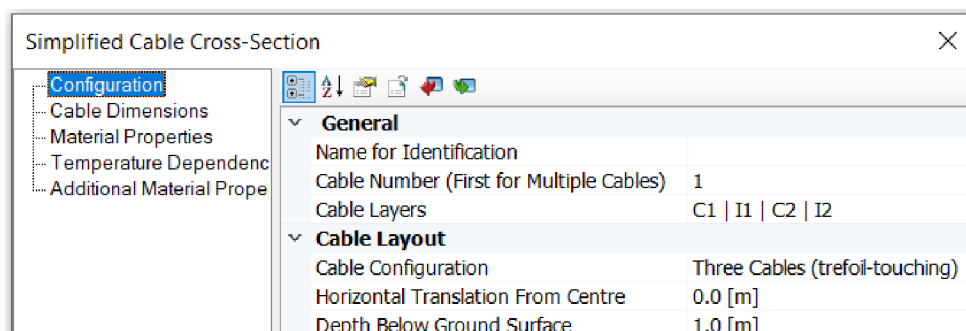 Simplified Cable Cross-Section
Configuration
Cable Dimensions
Material Properties
Temperature Dependenc
Additional Material Prope
General
Name for Identification
Cable Number (First for Multiple Cables) 1
Cable Layers C1 | I1 | C2 | I2
Cable Layout
Cable Configuration Three Cables (trefoil-touching)
Horizontal Translation From Centre 0.0 [m]
Depth Below Ground Surface 1.0 [m]